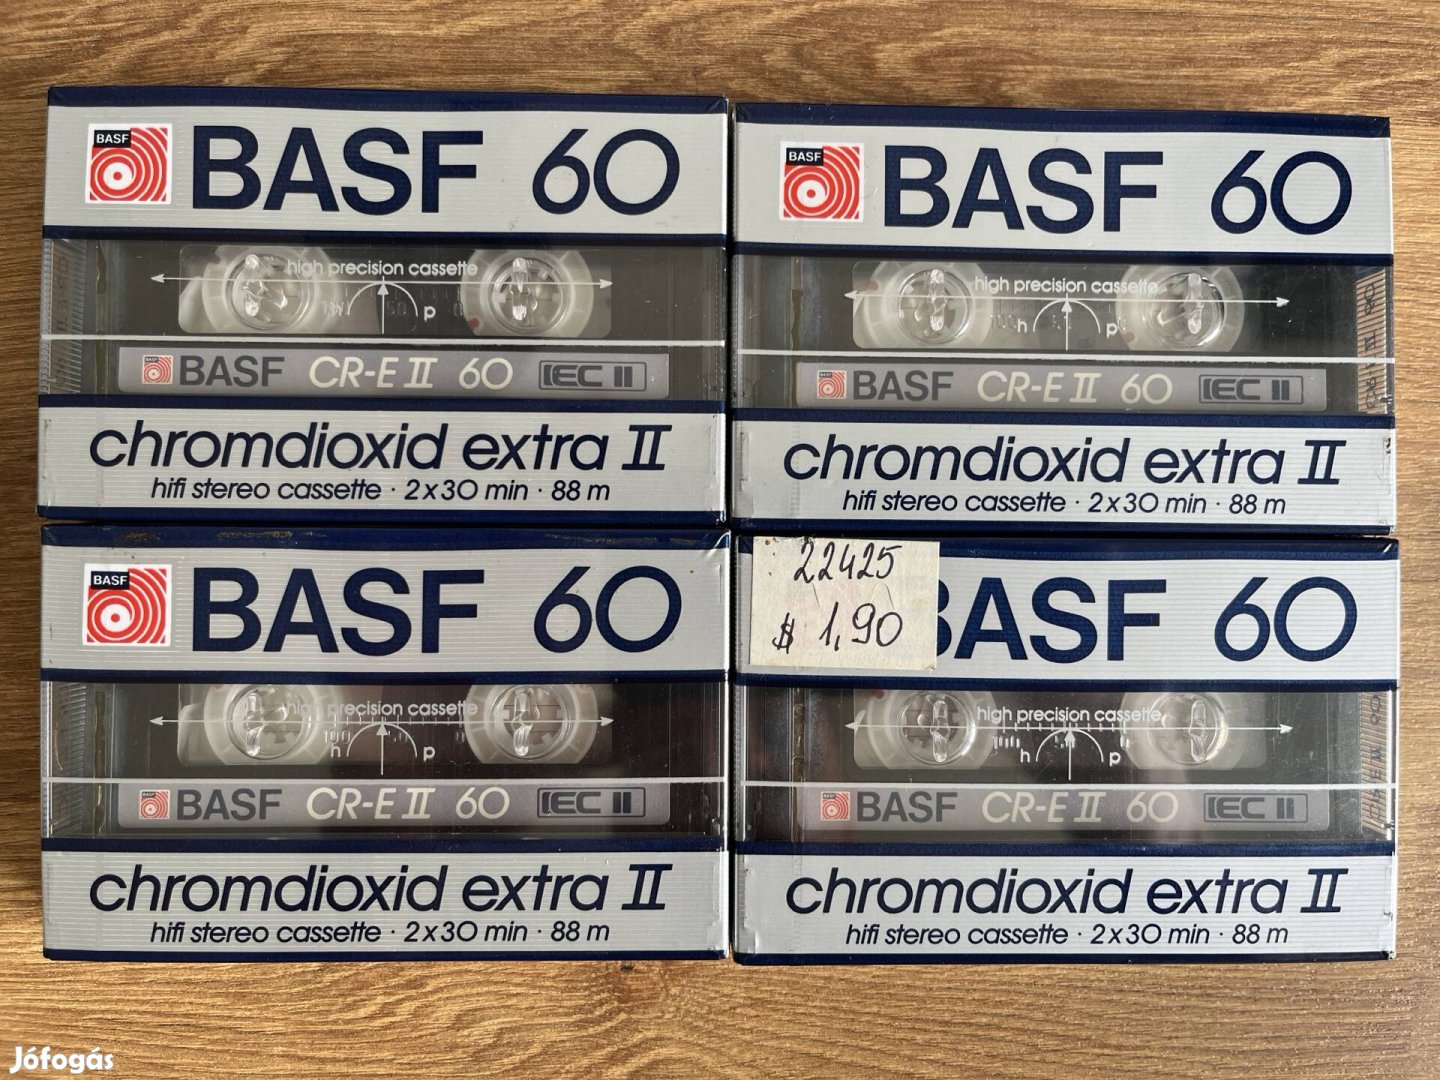 BASF
BASF 60
high precision cassette
h p
BASF CR-E II 60 IEC II
chromdioxid extra II
hifi stereo cassette · 2x30 min · 88 m
BASF
BASF 60
high precision cassette
h p
BASF CR-E II 60 IEC II
chromdioxid extra II
hifi stereo cassette · 2x30 min · 88 m
BASF
BASF 60
high precision cassette
100 50 0
h p
BASF CR-E II 60 IEC II
chromdioxid extra II
hifi stereo cassette · 2x30 min · 88 m
22425
$ 1,90
BASF 60
high precision cassette
h p
BASF CR-E II 60 IEC II
chromdioxid extra II
hifi stereo cassette · 2x30 min · 88 m
Jófogás